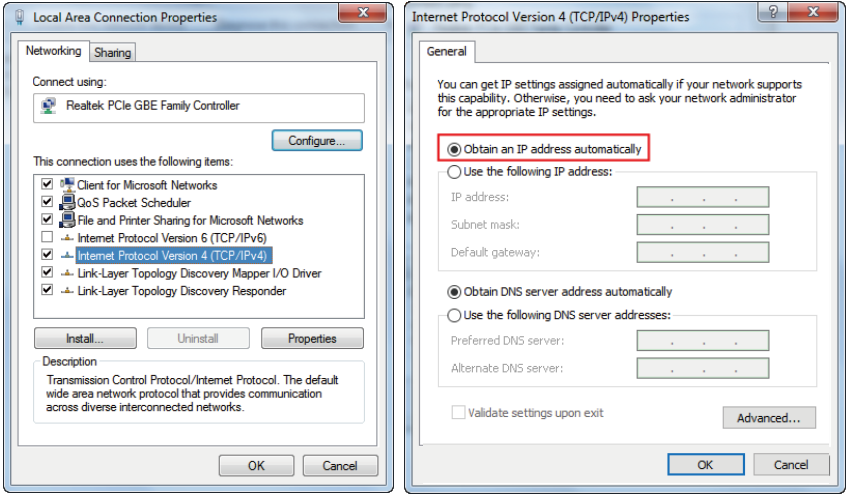 Local Area Connection Properties
Networking
Sharing
Connect using:
Realtek PCIe GBE Family Controller
Configure...
This connection uses the following items:
Client for Microsoft Networks
QoS Packet Scheduler
File and Printer Sharing for Microsoft Networks
Internet Protocol Version 6 (TCP/IPv6)
Internet Protocol Version 4 (TCP/IPv4)
Link-Layer Topology Discovery Mapper I/O Driver
Link-Layer Topology Discovery Responder
Install...
Uninstall
Properties
Description
Transmission Control Protocol/Internet Protocol. The default
wide area network protocol that provides communication
across diverse interconnected networks.
OK
Cancel
Internet Protocol Version 4 (TCP/IPv4) Properties
General
You can get IP settings assigned automatically if your network supports
this capability. Otherwise, you need to ask your network administrator
for the appropriate IP settings.
Obtain an IP address automatically
Use the following IP address:
IP address:
Subnet mask:
Default gateway:
Obtain DNS server address automatically
Use the following DNS server addresses:
Preferred DNS server:
Alternate DNS server:
Validate settings upon exit
Advanced...
OK
Cancel